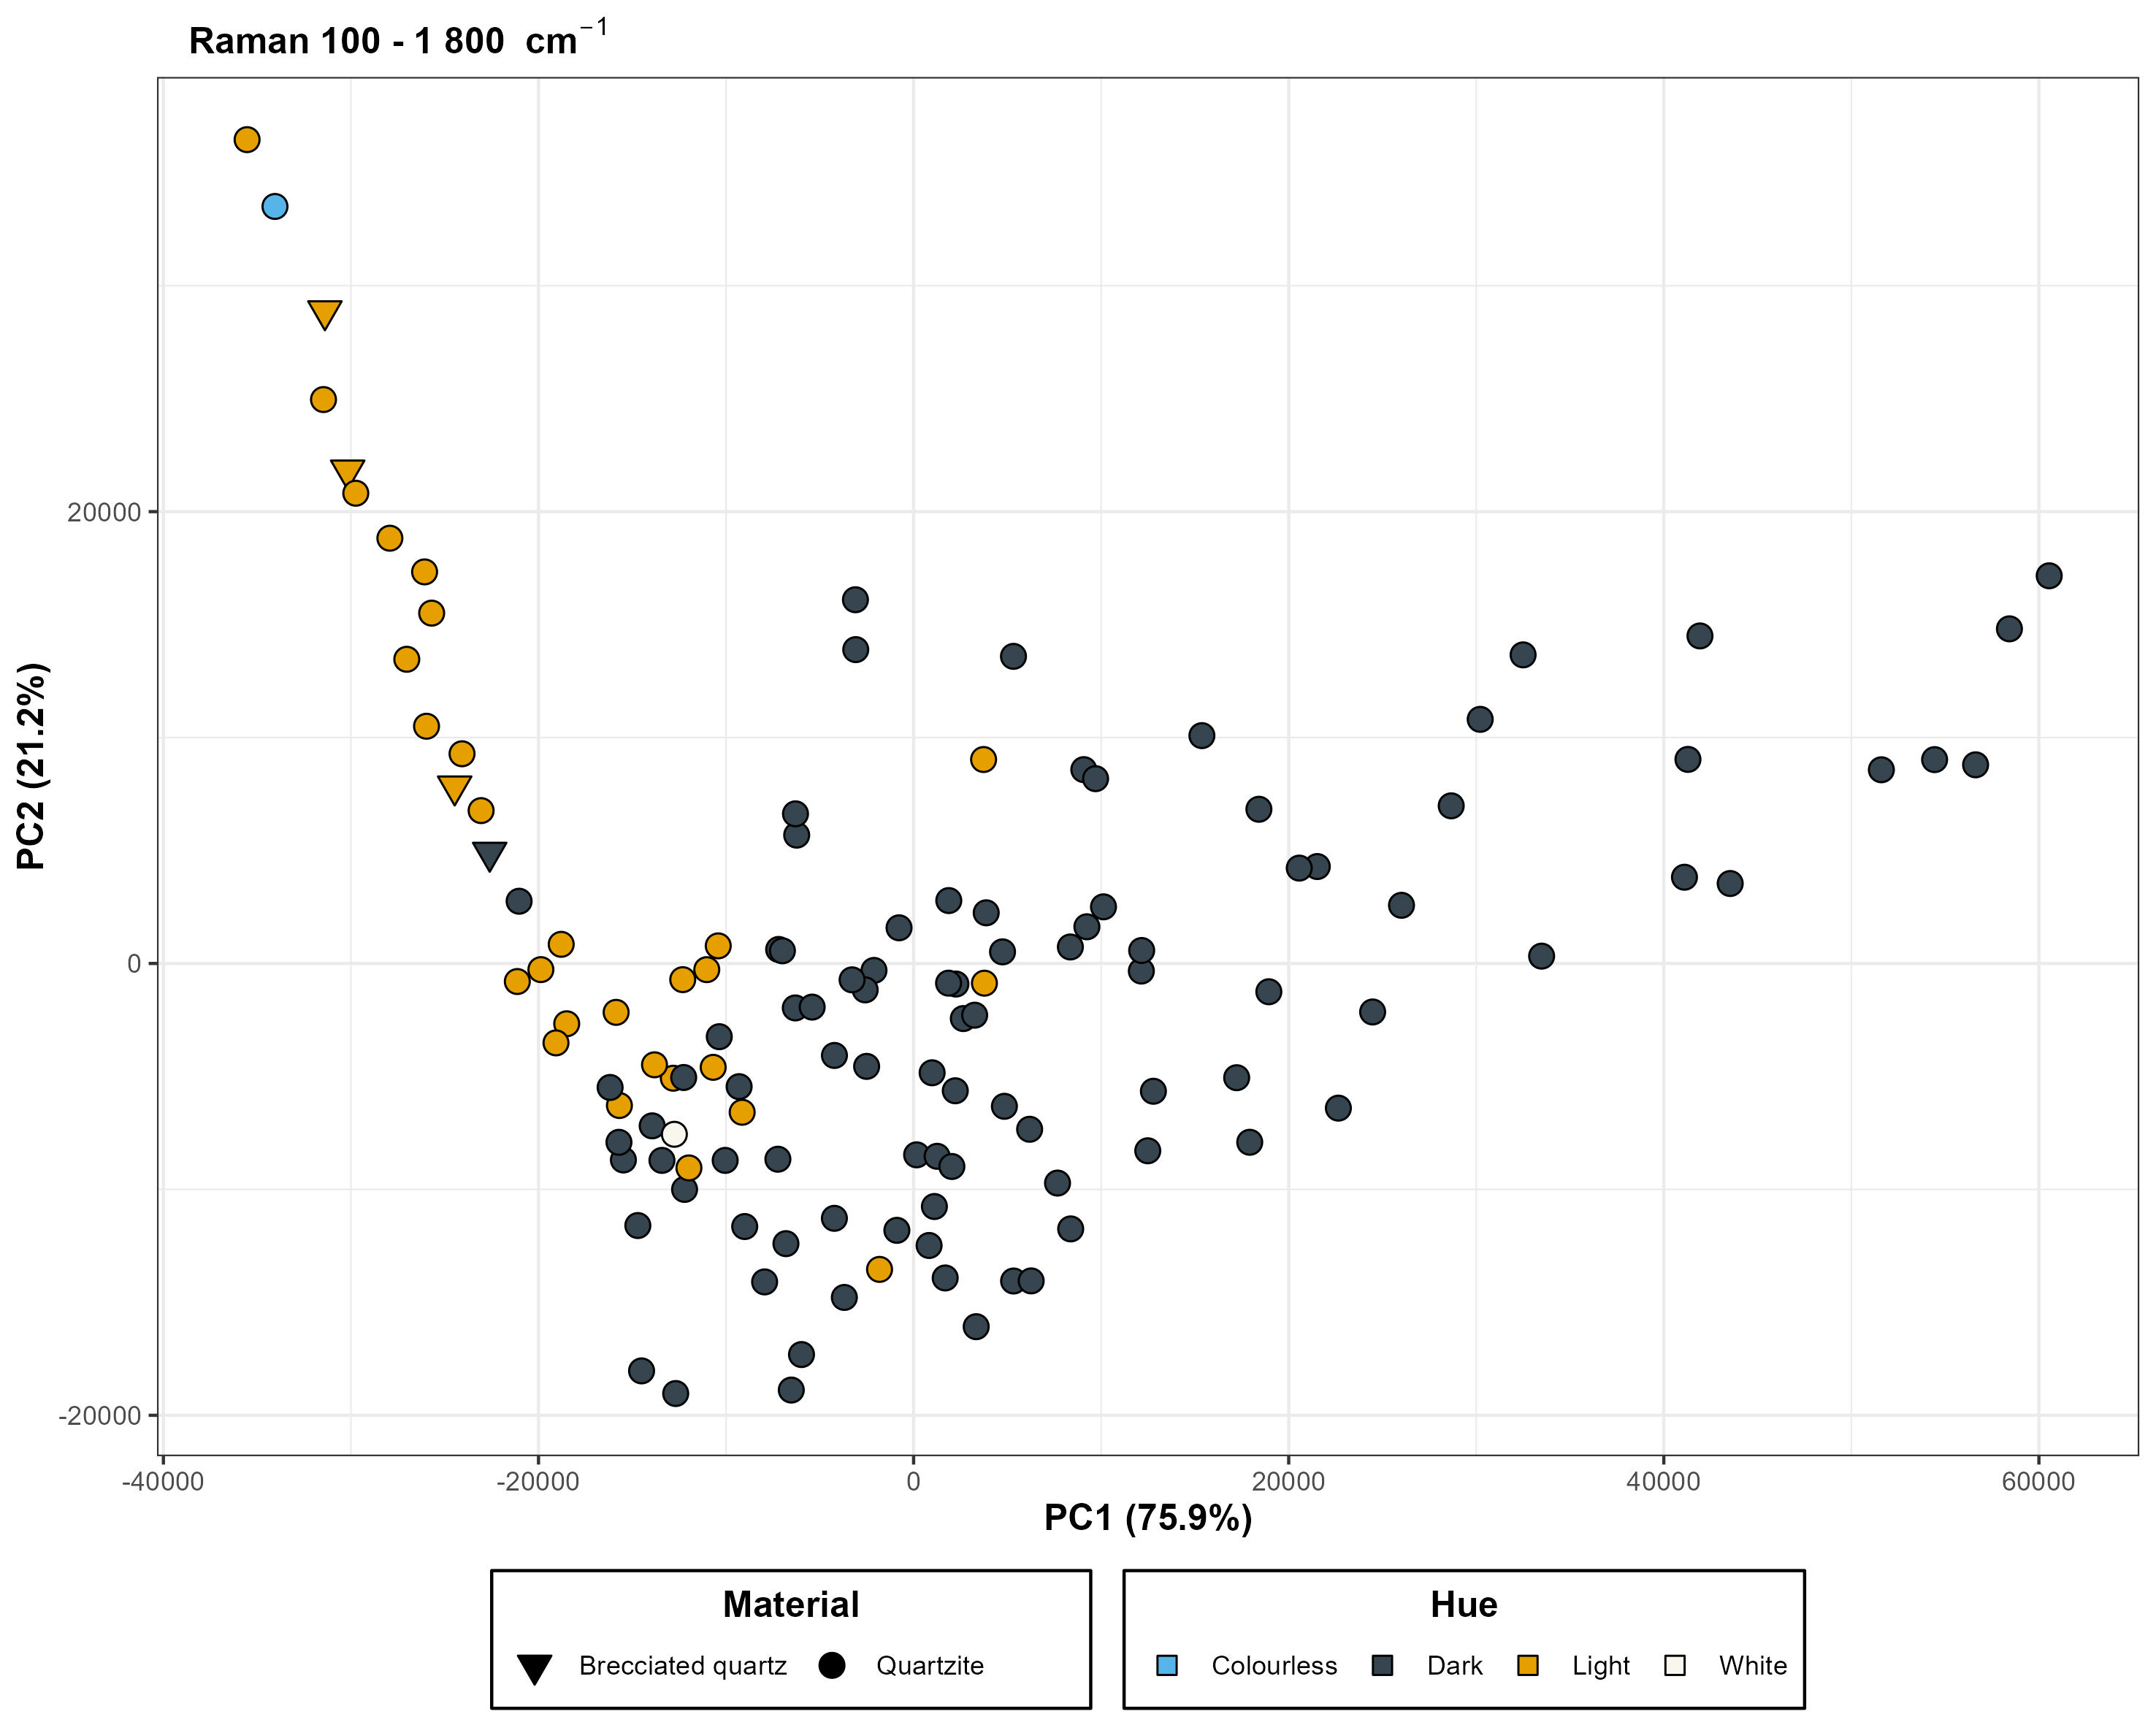 Raman 100 - 1 800 cm⁻¹
PC2 (21.2%)
20000
0
-20000
-40000 -20000 0 20000 40000 60000
PC1 (75.9%)
Material
Brecciated quartz Quartzite
Hue
Colourless Dark Light White